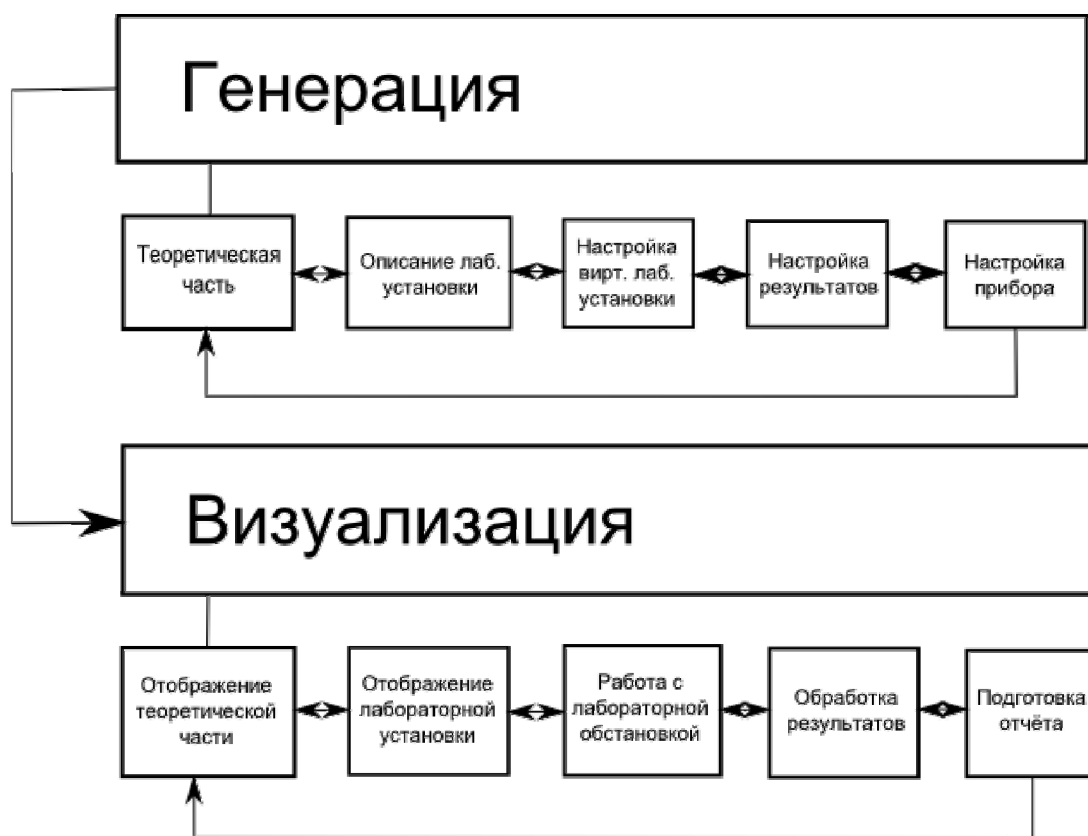 Генерация
Теоретическая
часть
Описание лаб.
установки
Настройка
вирт. лаб.
установки
Настройка
результатов
Настройка
прибора
Визуализация
Отображение
теоретической
части
Отображение
лабораторной
установки
Работа с
лабораторной
обстановкой
Обработка
результатов
Подготовка
отчёта